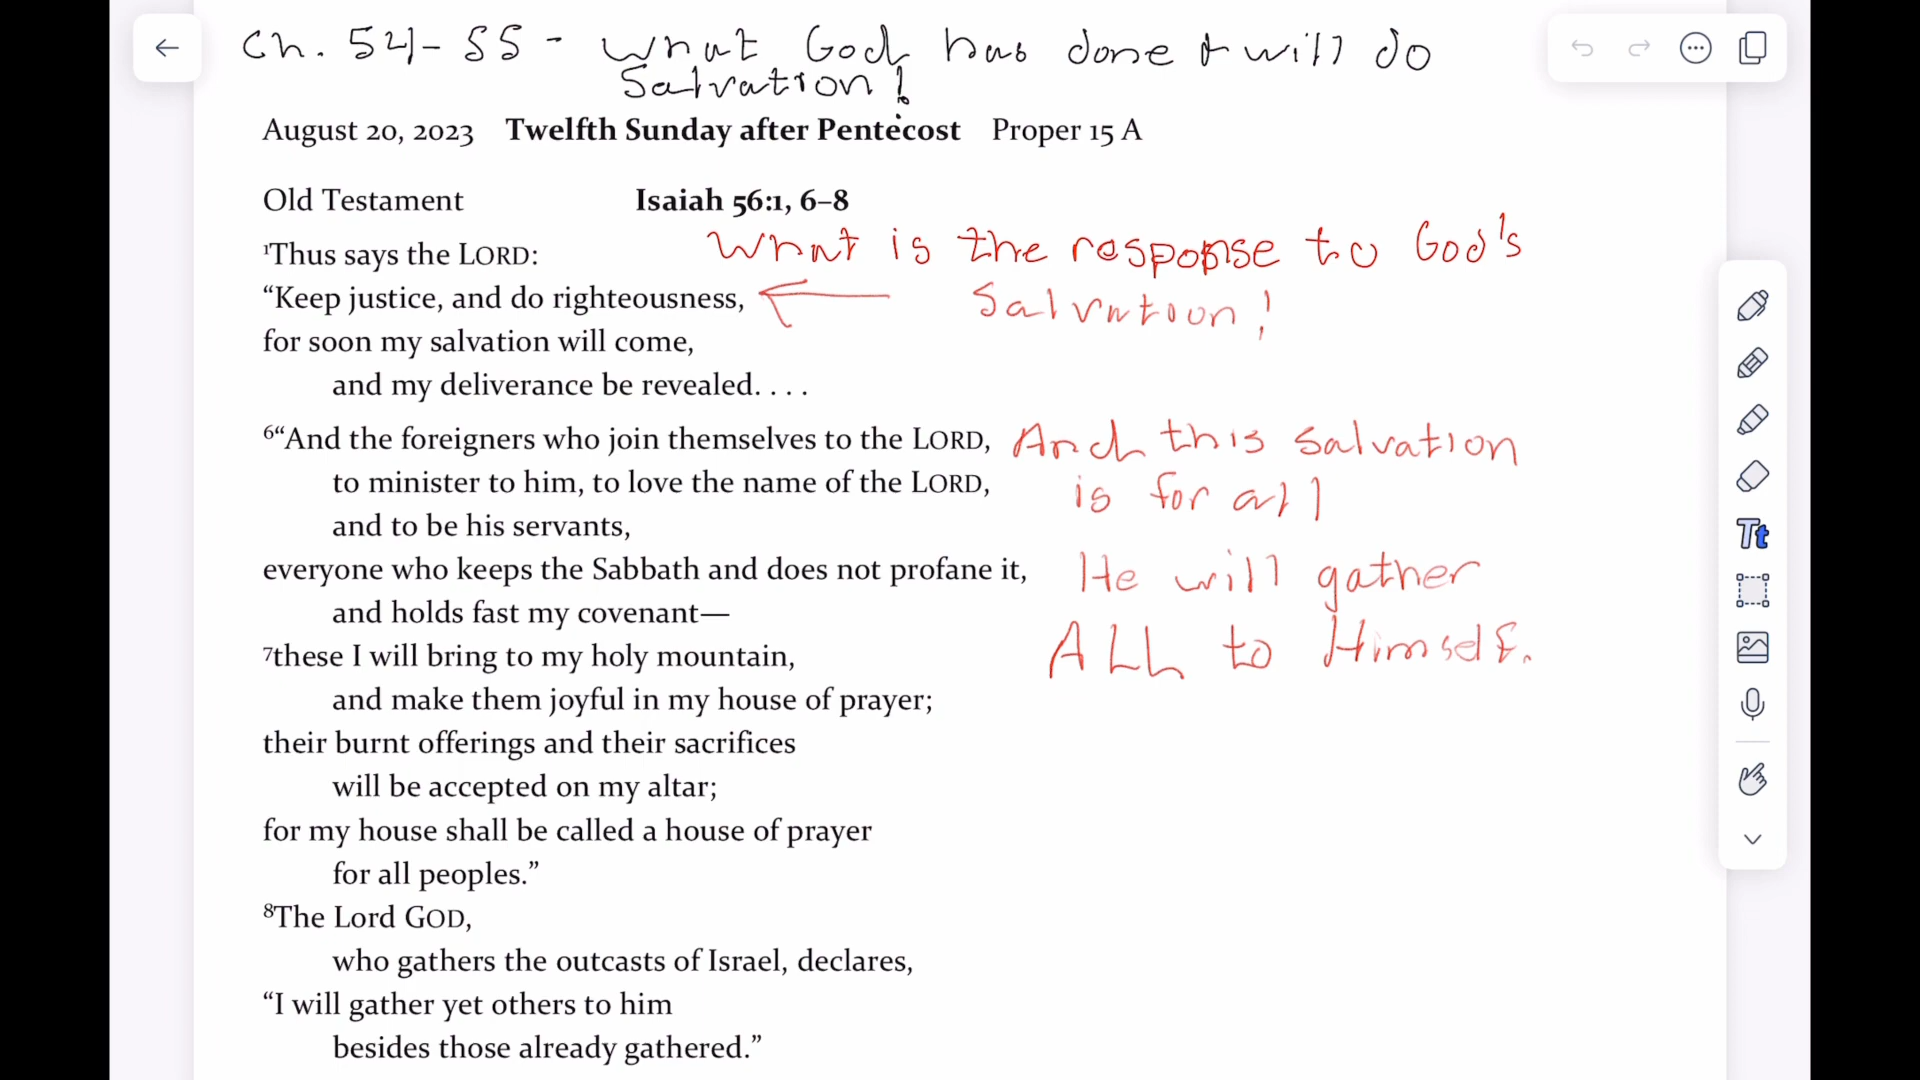 Ch. 54-55 - What God has done + will do
Salvation!
August 20, 2023 Twelfth Sunday after Pentecost Proper 15 A
Old Testament Isaiah 56:1, 6–8
What is the response to God's
¹Thus says the LORD:
“Keep justice, and do righteousness,
Salvation!
for soon my salvation will come,
and my deliverance be revealed. . . .
⁶“And the foreigners who join themselves to the LORD,
And this salvation
to minister to him, to love the name of the LORD,
is for all
and to be his servants,
everyone who keeps the Sabbath and does not profane it,
He will gather
and holds fast my covenant—
ALL to Himself.
⁷these I will bring to my holy mountain,
and make them joyful in my house of prayer;
their burnt offerings and their sacrifices
will be accepted on my altar;
for my house shall be called a house of prayer
for all peoples.”
⁸The Lord GOD,
who gathers the outcasts of Israel, declares,
“I will gather yet others to him
besides those already gathered.”
Tt